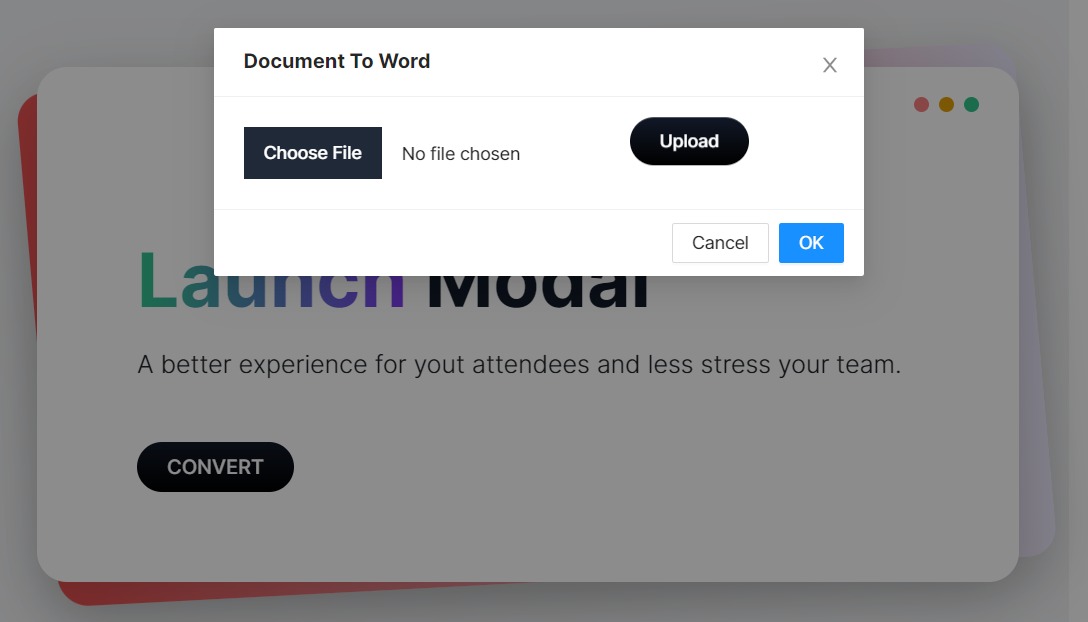 Document To Word
Choose File No file chosen Upload
Cancel OK
Launch Modal
A better experience for yout attendees and less stress your team.
CONVERT